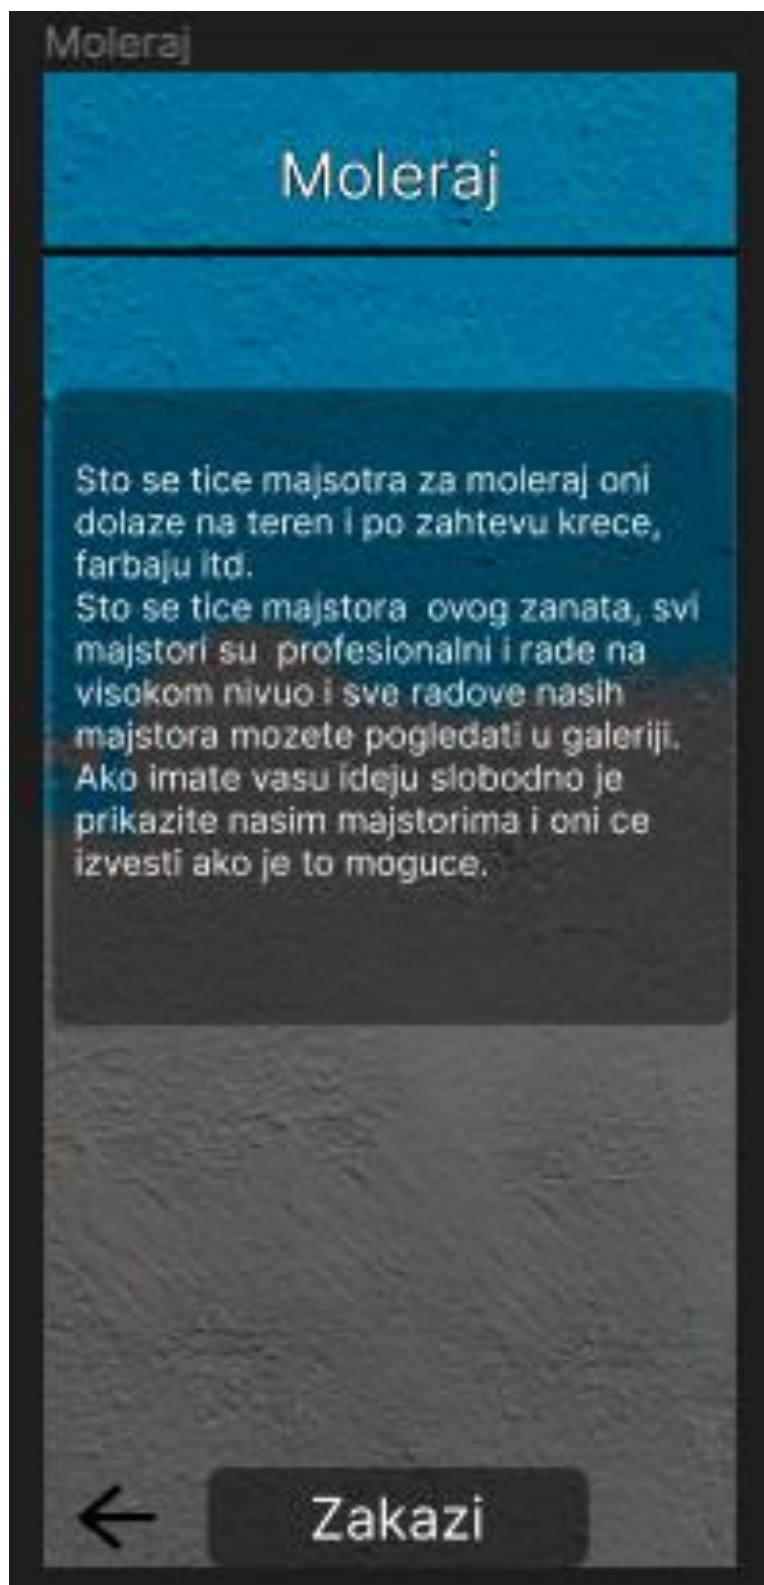 Moleraj
Moleraj
Sto se tice majsotra za moleraj oni
dolaze na teren i po zahtevu krece,
farbaju itd.
Sto se tice majstora  ovog zanata, svi
majstori su  profesionalni i rade na
visokom nivuo i sve radove nasih
majstora mozete pogledati u galeriji.
Ako imate vasu ideju slobodno je
prikazite nasim majstorima i oni ce
izvesti ako je to moguce.
Zakazi